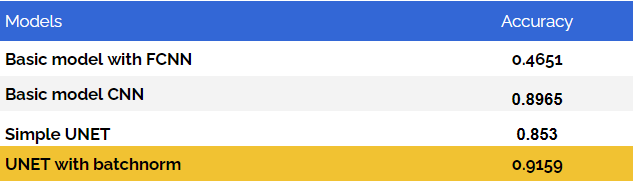 Models Accuracy
Basic model with FCNN 0.4651
Basic model CNN 0.8965
Simple UNET 0.853
UNET with batchnorm 0.9159